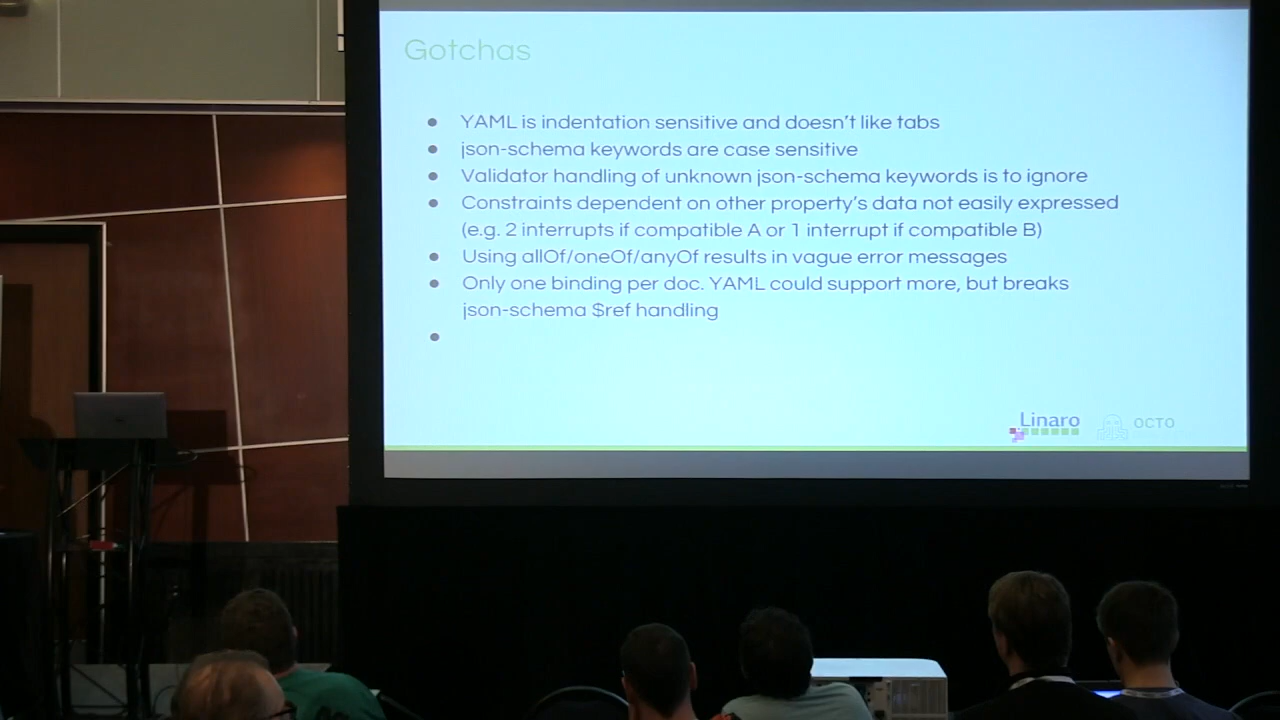 Gotchas
● YAML is indentation sensitive and doesn't like tabs
● json-schema keywords are case sensitive
● Validator handling of unknown json-schema keywords is to ignore
● Constraints dependent on other property's data not easily expressed
(e.g. 2 interrupts if compatible A or 1 interrupt if compatible B)
● Using allOf/oneOf/anyOf results in vague error messages
● Only one binding per doc. YAML could support more, but breaks
json-schema $ref handling
●
Linaro
OCTO